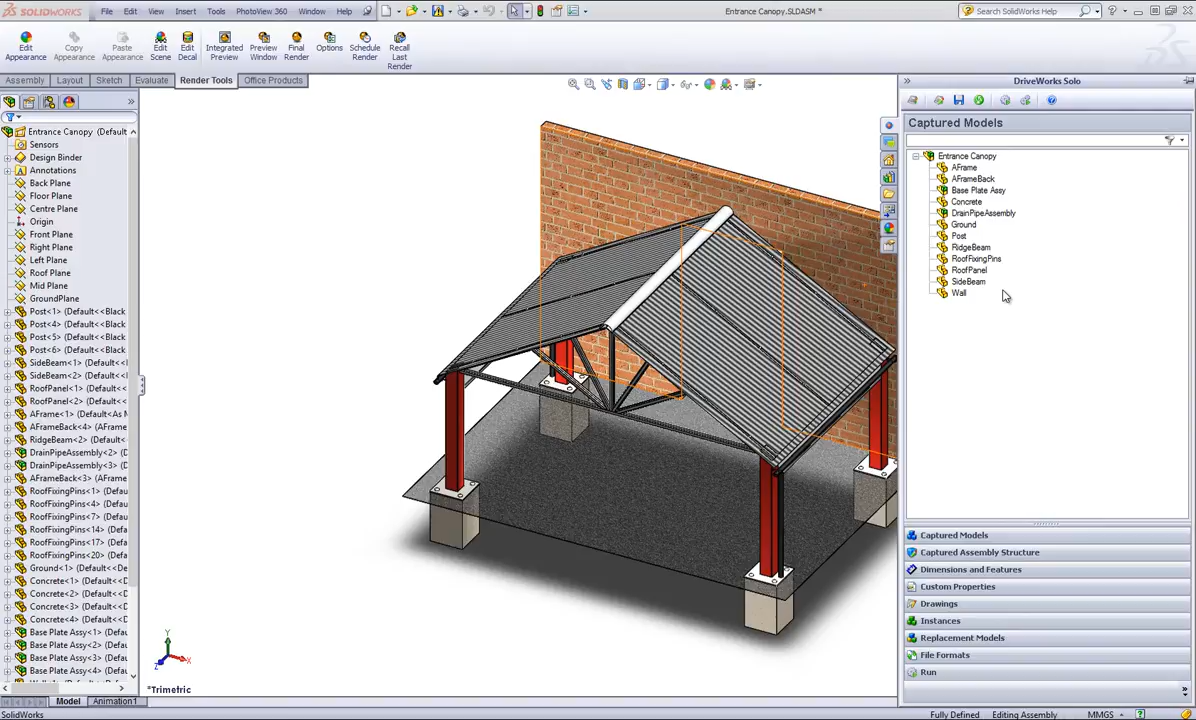 SOLIDWORKS File Edit View Insert Tools PhotoView 360 Window Help Entrance Canopy.SLDASM * Search SolidWorks Help
Edit Appearance
Copy Appearance
Paste Appearance
Edit Scene
Edit Decal
Integrated Preview
Preview Window
Final Render
Options
Schedule Render
Recall Last Render
Assembly Layout Sketch Evaluate Render Tools Office Products
Entrance Canopy (Default
Sensors
Design Binder
Annotations
Back Plane
Floor Plane
Centre Plane
Origin
Front Plane
Right Plane
Left Plane
Roof Plane
Mid Plane
GroundPlane
Post<1> (Default<<Black
Post<4> (Default<<Black
Post<5> (Default<<Black
Post<6> (Default<<Black
SideBeam<1> (Default<<
SideBeam<2> (Default<<
RoofPanel<1> (Default<<
RoofPanel<2> (Default<<
AFrame<1> (Default<As M
AFrameBack<4> (Default<
RidgeBeam<2> (Default<
DrainPipeAssembly<2> (D
DrainPipeAssembly<3> (D
AFrameBack<3> (Default<
RoofFixingPins<1> (Defau
RoofFixingPins<4> (Defau
RoofFixingPins<7> (Defau
RoofFixingPins<14> (Defa
RoofFixingPins<17> (Defa
RoofFixingPins<20> (Defa
Ground<1> (Default<<De
Concrete<1> (Default<<D
Concrete<2> (Default<<D
Concrete<3> (Default<<D
Concrete<4> (Default<<D
Base Plate Assy<1> (Def
Base Plate Assy<2> (Def
Base Plate Assy<3> (Def
Base Plate Assy<4> (Def
Y
X
Z
*Trimetric
Model Animation1
SolidWorks
DriveWorks Solo
Captured Models
Entrance Canopy
AFrame
AFrameBack
Base Plate Assy
Concrete
DrainPipeAssembly
Ground
Post
RidgeBeam
RoofFixingPins
RoofPanel
SideBeam
Wall
Captured Models
Captured Assembly Structure
Dimensions and Features
Custom Properties
Drawings
Instances
Replacement Models
File Formats
Run
Fully Defined Editing Assembly MMGS